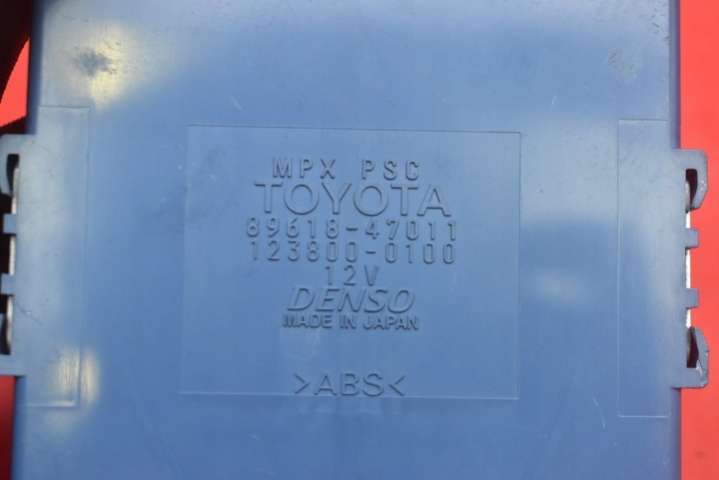 MPX PSC
TOYOTA
89618-47011
123800-0100
12V
DENSO
MADE IN JAPAN
>ABS<